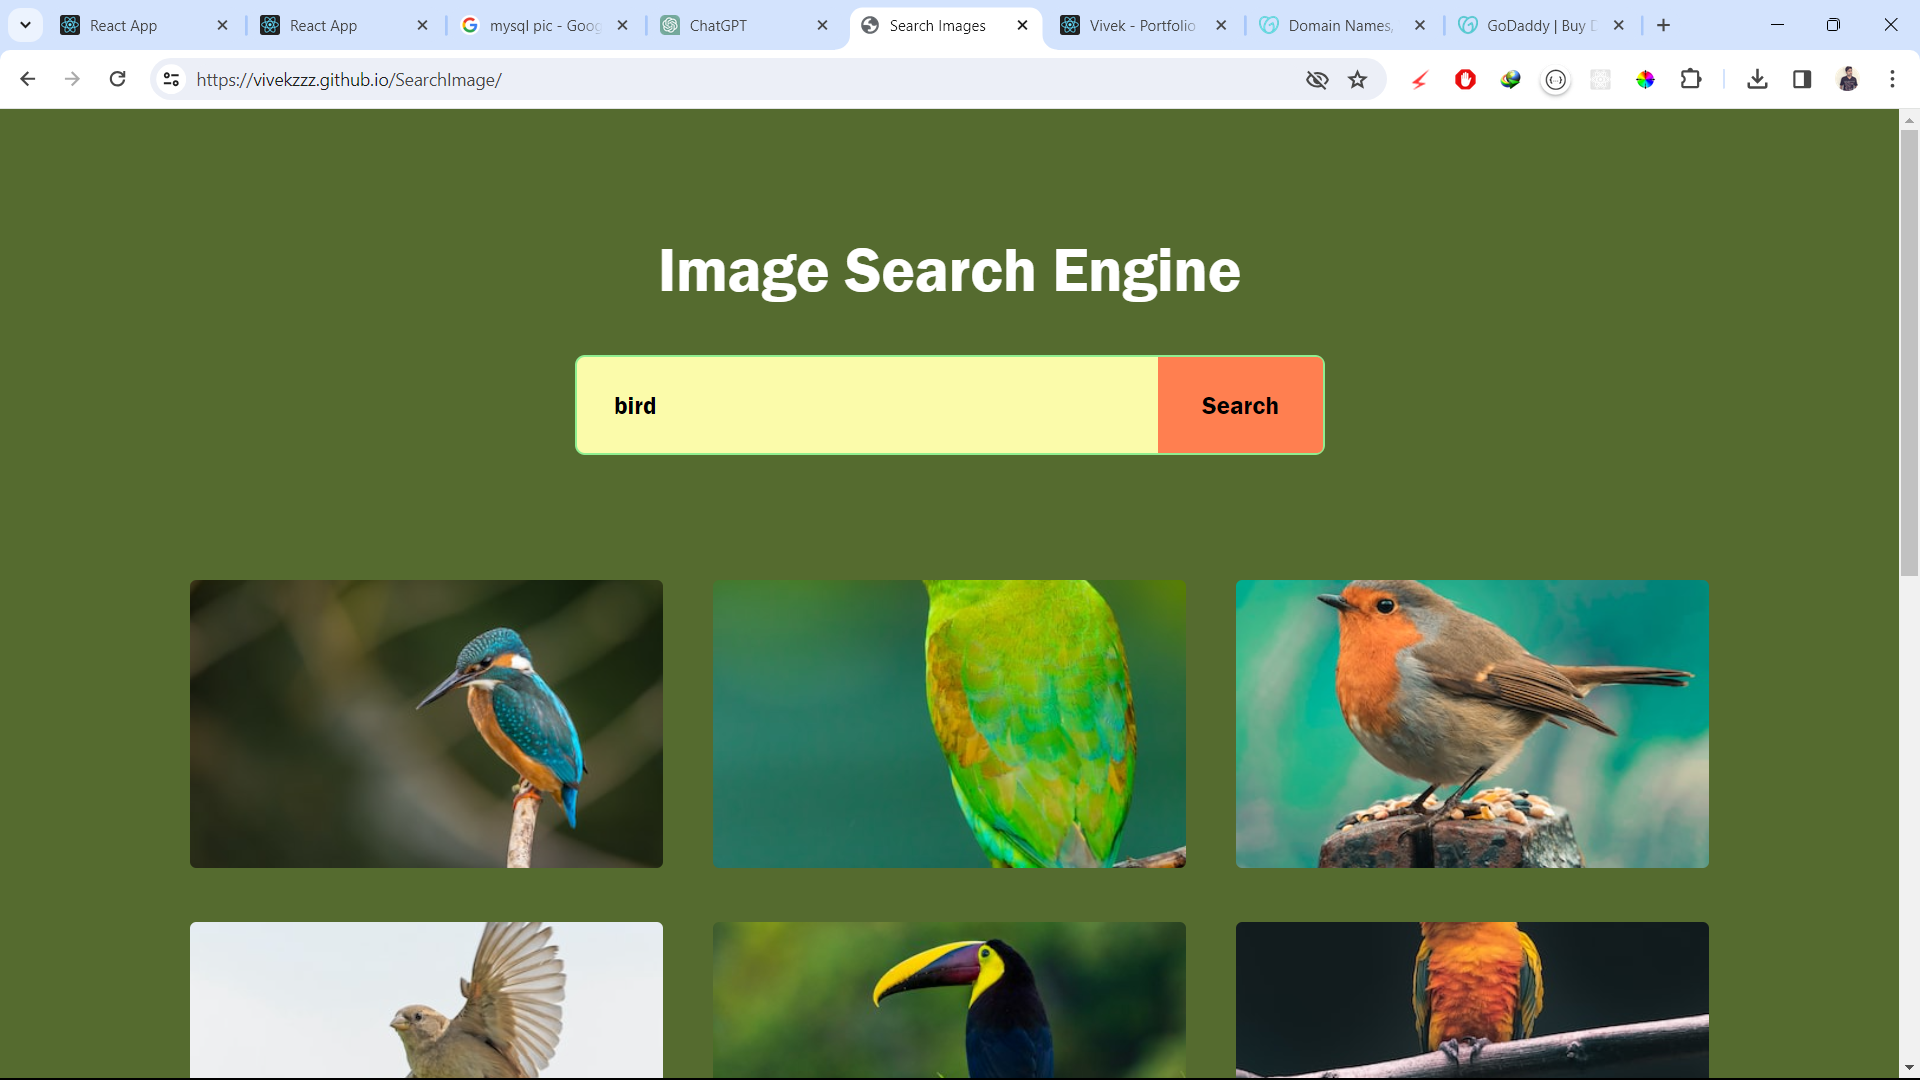 React App
React App
mysql pic - Goog
ChatGPT
Search Images
Vivek - Portfolio
Domain Names,
GoDaddy | Buy D
https://vivekzzz.github.io/SearchImage/
Image Search Engine
bird
Search